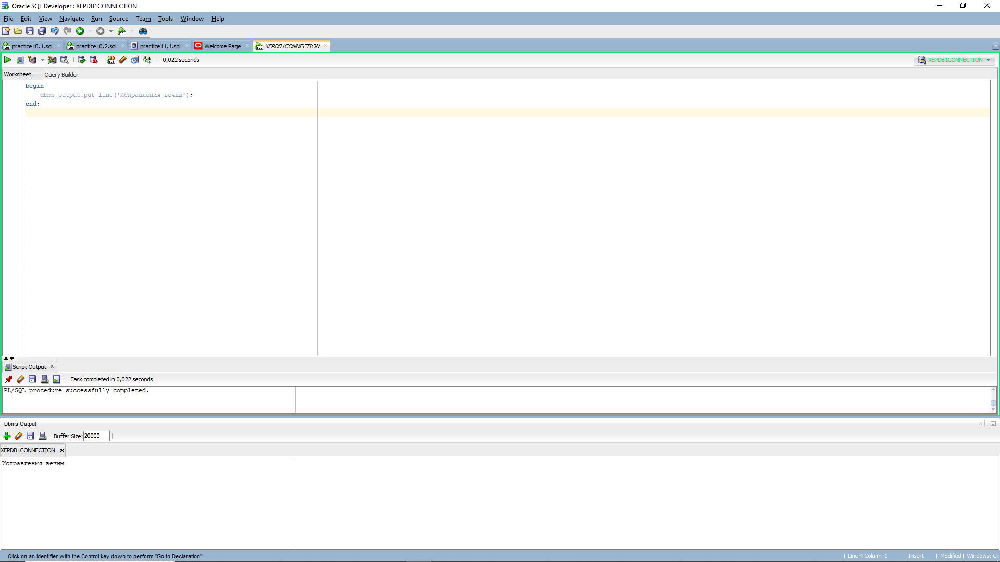 Oracle SQL Developer : XEPDB1CONNECTION
File Edit View Navigate Run Source Team Tools Window Help
practice10.1.sql practice10.2.sql practice11.1.sql Welcome Page XEPDB1CONNECTION
0,022 seconds XEPDB1CONNECTION
Worksheet Query Builder
begin
dbms_output.put_line('Исправления вечны');
end;
Script Output
Task completed in 0,022 seconds
PL/SQL procedure successfully completed.
Dbms Output
Buffer Size: 20000
XEPDB1CONNECTION
Исправления вечны
Click on an identifier with the Control key down to perform "Go to Declaration" Line 4 Column 1 Insert Modified Windows: